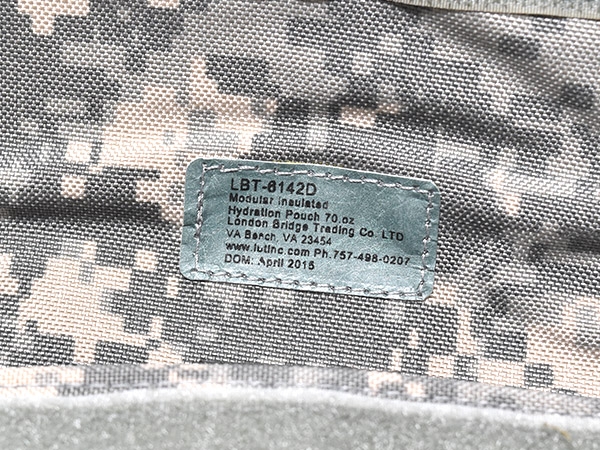 LBT-6142D
Modular Insulated
Hydration Pouch 70.oz
London Bridge Trading Co. LTD
VA Beach, VA 23454
www.lbtinc.com Ph.757-498-0207
DOM: April 2015